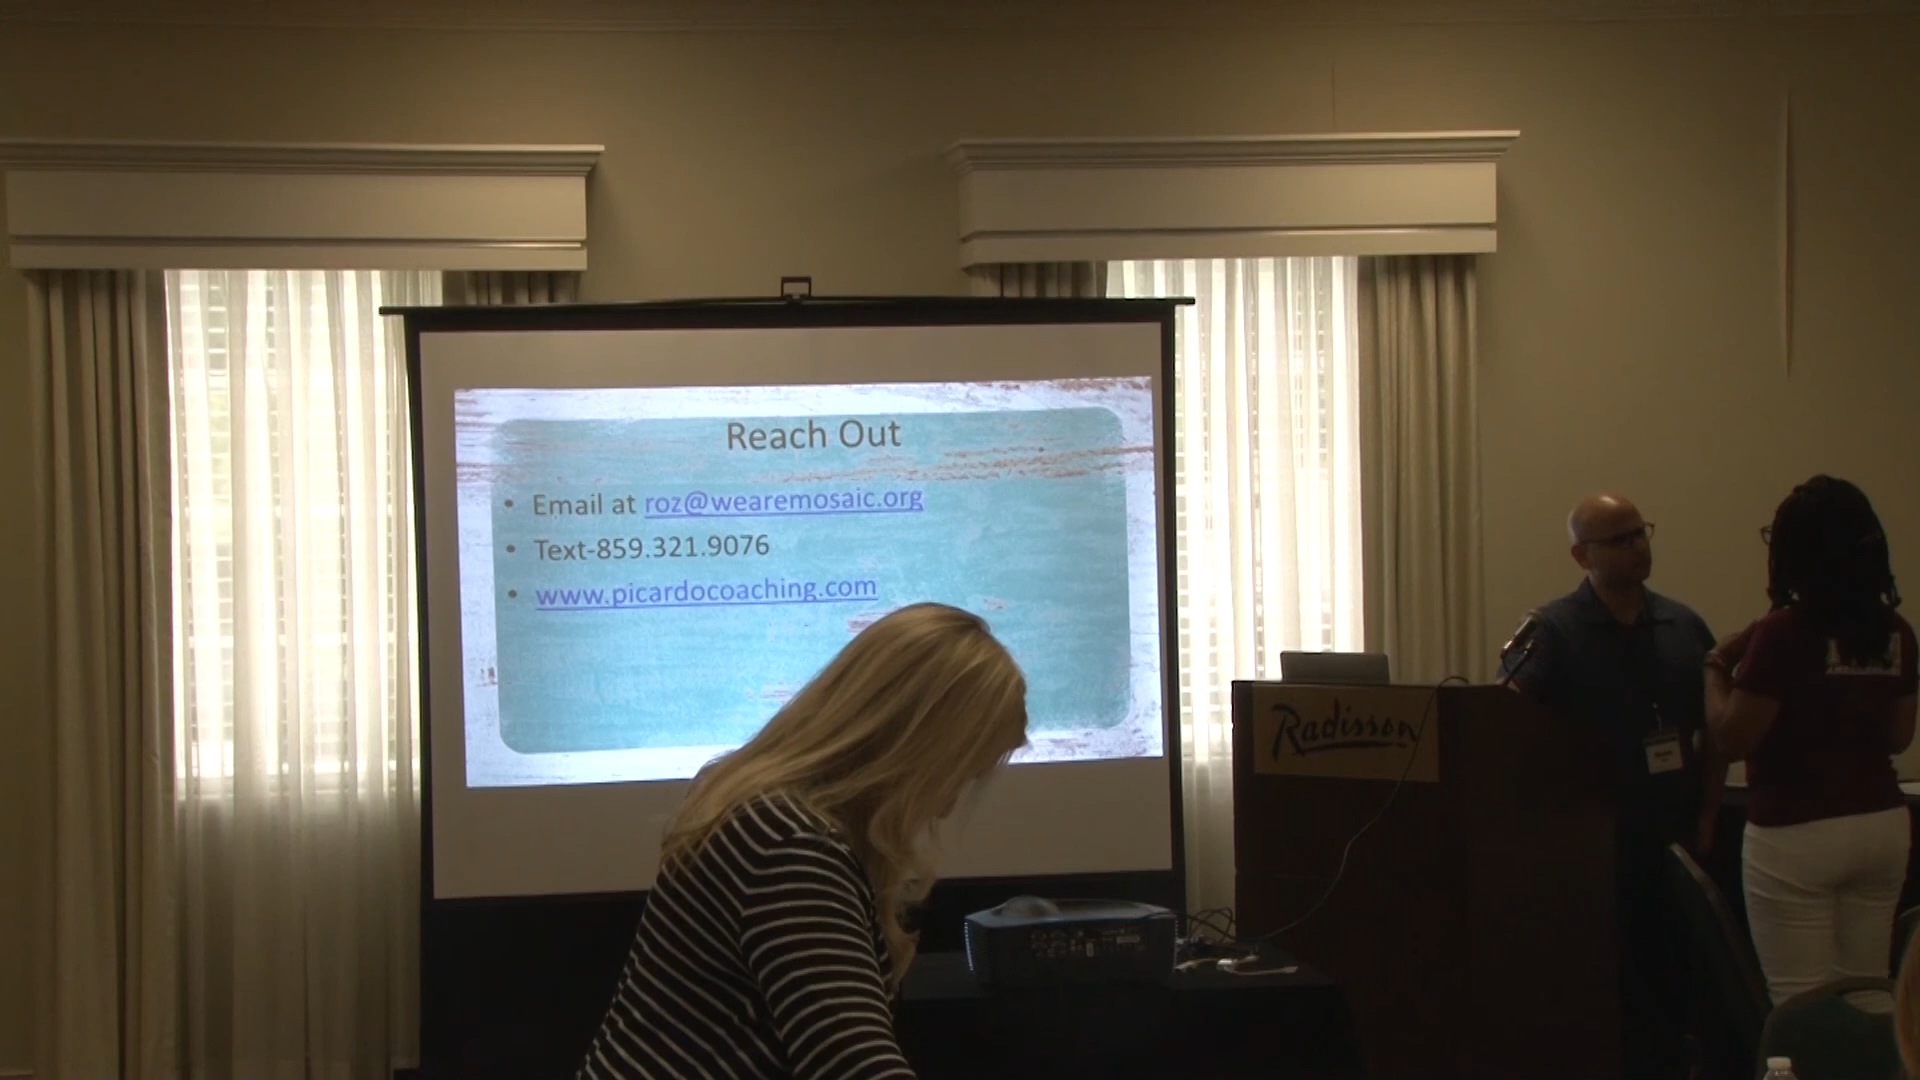 Reach Out
• Email at roz@wearemosaic.org
• Text-859.321.9076
• www.picardocoaching.com
Radisson